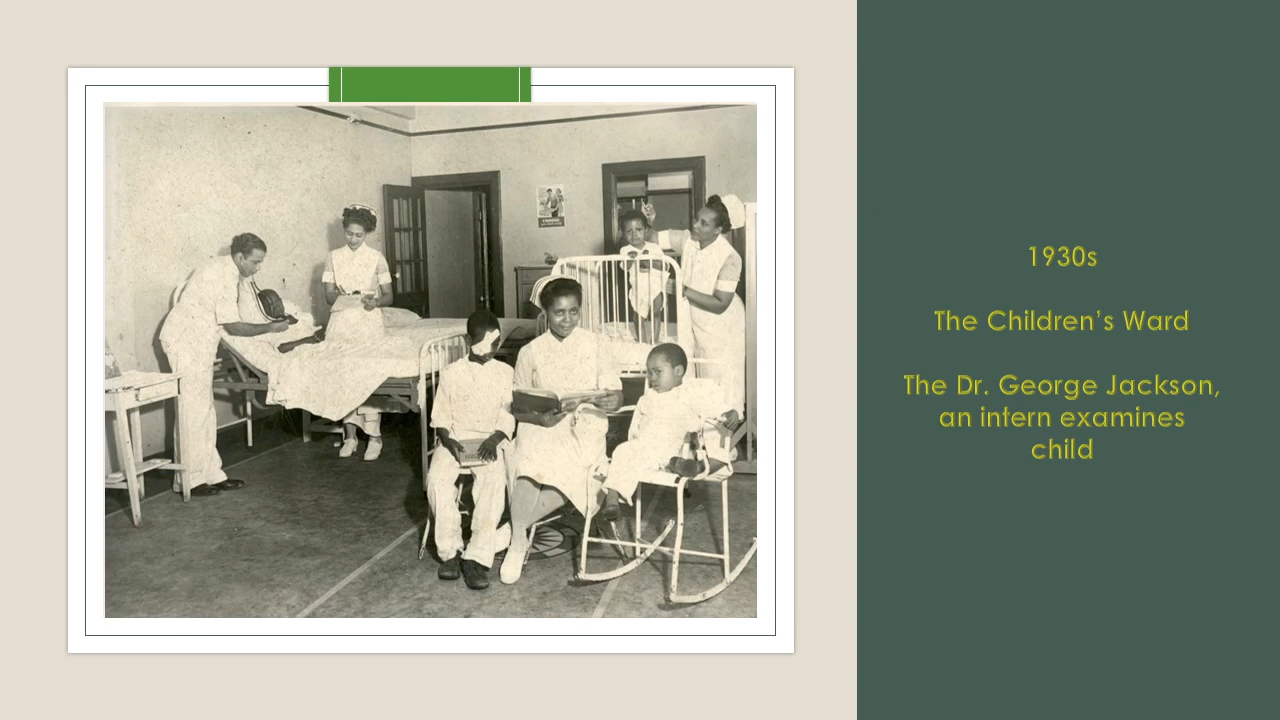 1930s
The Children’s Ward
The Dr. George Jackson,
an intern examines
child